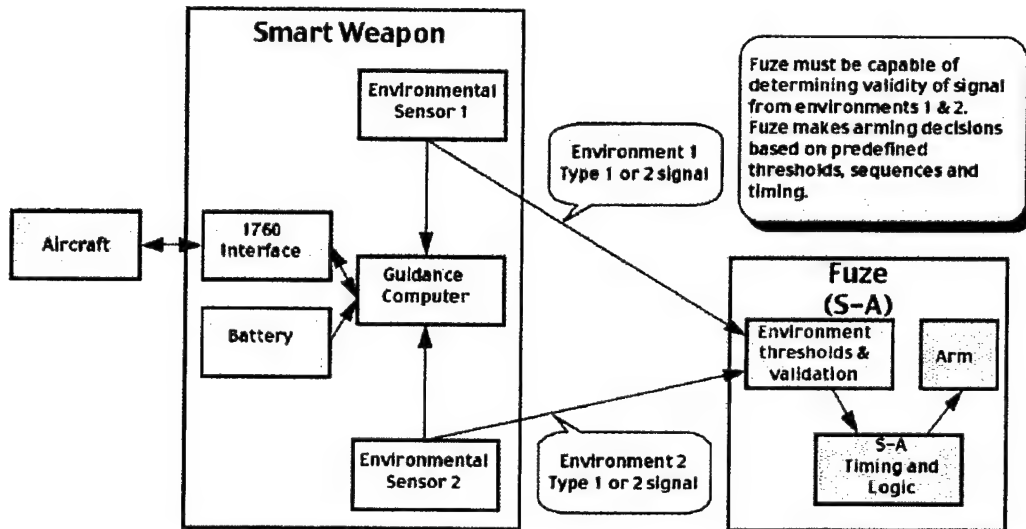 Smart Weapon
Environmental
Sensor 1
Environment 1
Type 1 or 2 signal
Fuze must be capable of
determining validity of signal
from environments 1 & 2.
Fuze makes arming decisions
based on predefined
thresholds, sequences and
timing.
Aircraft
1760
Interface
Guidance
Computer
Battery
Fuze
(S-A)
Environment
thresholds &
validation
Arm
S-A
Timing and
Logic
Environmental
Sensor 2
Environment 2
Type 1 or 2 signal